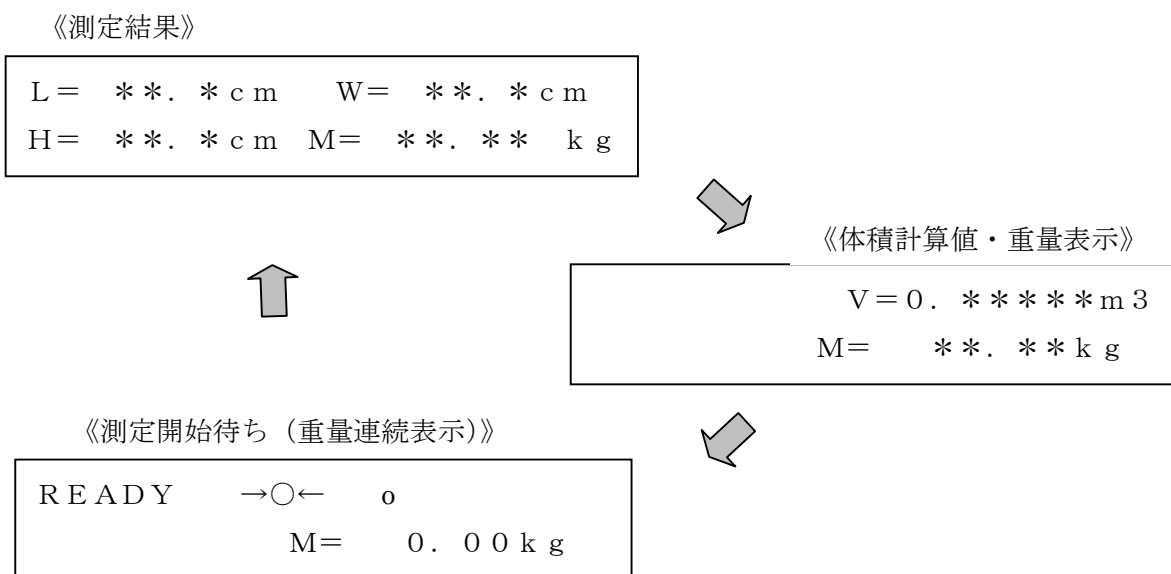 《測定結果》
L=　**.*cm　W=　**.*cm
H=　**.*cm　M=　**.**　kg
《体積計算値・重量表示》
V=0.*****m3
M=　**.**kg
《測定開始待ち（重量連続表示）》
READY　→○←　o
M=　0.00kg